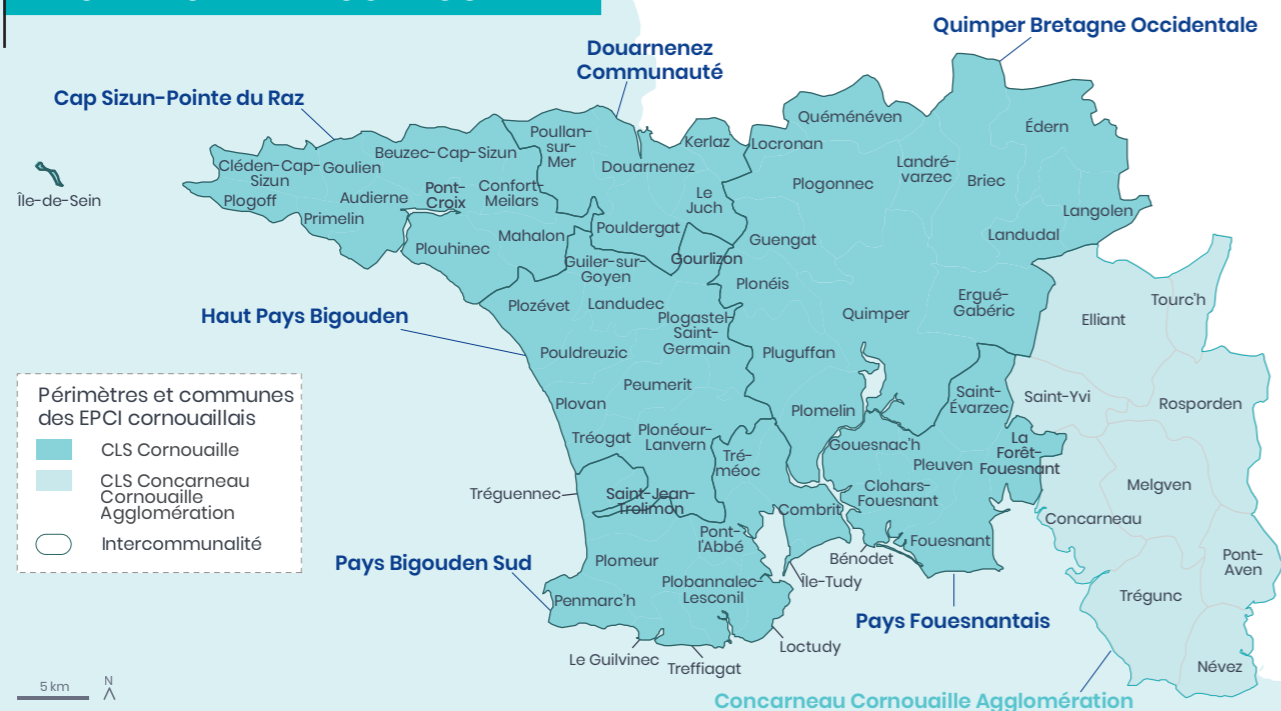 Quimper Bretagne Occidentale
Douarnenez
Communauté
Cap Sizun-Pointe du Raz
Quéménéven
Édern
Poullan-
sur-
Mer
Kerlaz
Locronan
Beuzec-Cap-Sizun
Cléden-Cap-
Sizun
Goulien
Douarnenez
Landré-
varzec
Briec
Île-de-Sein
Plogoff
Audierne
Pont-
Croix
Confort-
Meilars
Le
Juch
Plogonnec
Primelin
Langolen
Plouhinec
Mahalon
Pouldergat
Guengat
Landudal
Guiler-sur-
Goyen
Gourlizon
Plonéis
Haut Pays Bigouden
Plozévet
Landudec
Plogastel-
Saint-
Germain
Quimper
Ergué-
Gabéric
Elliant
Tourc'h
Pouldreuzic
Pluguffan
Peumerit
Plovan
Plomelin
Saint-
Évarzec
Saint-Yvi
Rosporden
Tréogat
Plonéour-
Lanvern
Tré-
méoc
Gouesnac'h
Pleuven
La
Forêt-
Fouesnant
Melgven
Tréguennec
Saint-Jean-
Trolimon
Combrit
Clohars-
Fouesnant
Concarneau
Pont-
l'Abbé
Fouesnant
Bénodet
Île-Tudy
Pays Bigouden Sud
Plomeur
Plobannalec-
Lesconil
Penmarc'h
Pays Fouesnantais
Pont-
Aven
Trégunc
Le Guilvinec
Treffiagat
Loctudy
Névez
Concarneau Cornouaille Agglomération
Périmètres et communes
des EPCI cornouaillais
CLS Cornouaille
CLS Concarneau
Cornouaille
Agglomération
Intercommunalité
5 km
N